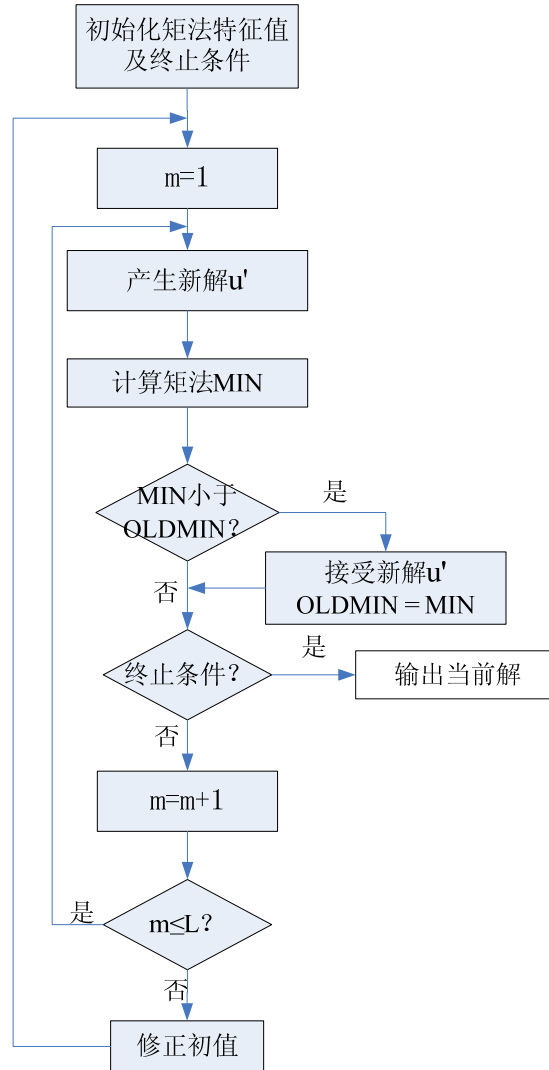 初始化矩法特征值
及终止条件
m=1
产生新解u'
计算矩法MIN
MIN小于
OLDMIN？
是
接受新解u'
OLDMIN = MIN
否
终止条件？
是
输出当前解
否
m=m+1
m≤L？
是
否
修正初值